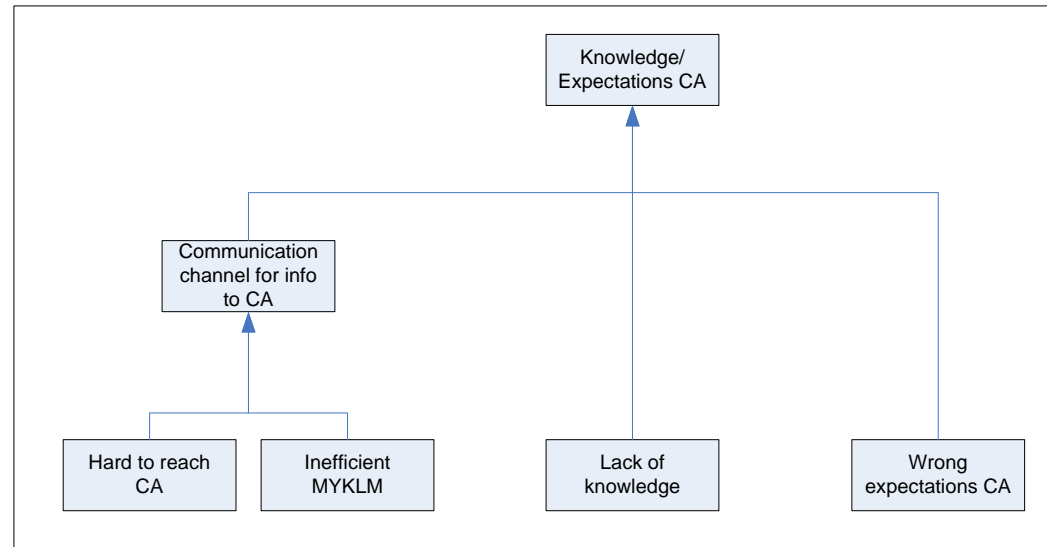 Knowledge/
Expectations CA
Communication
channel for info
to CA
Hard to reach
CA
Inefficient
MYKLM
Lack of
knowledge
Wrong
expectations CA